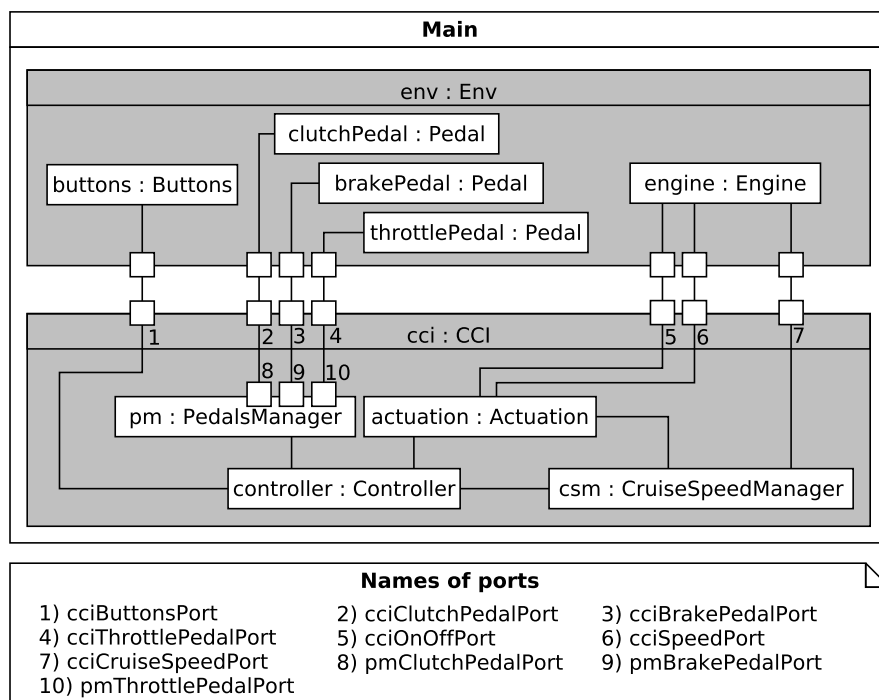 Main
env : Env
clutchPedal : Pedal
buttons : Buttons
brakePedal : Pedal
engine : Engine
throttlePedal : Pedal
1 2 3 4 cci : CCI 5 6 7
8 9 10
pm : PedalsManager
actuation : Actuation
controller : Controller
csm : CruiseSpeedManager
Names of ports
1) cciButtonsPort 2) cciClutchPedalPort 3) cciBrakePedalPort
4) cciThrottlePedalPort 5) cciOnOffPort 6) cciSpeedPort
7) cciCruiseSpeedPort 8) pmClutchPedalPort 9) pmBrakePedalPort
10) pmThrottlePedalPort